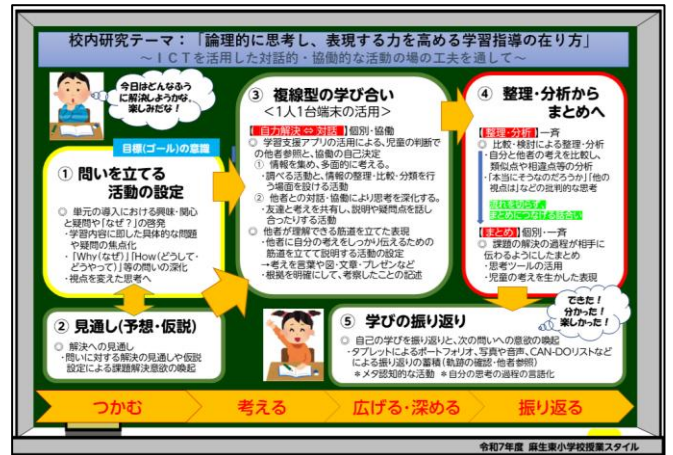 校内研究テーマ：「論理的に思考し、表現する力を高める学習指導の在り方」
～ＩＣＴを活用した対話的・協働的な活動の場の工夫を通して～
今日はどんなふう
に解決しようかな、
楽しみだな！
目標(ゴール)の意識
① 問いを立てる
活動の設定
◎ 単元の導入における興味・関心
と疑問や「なぜ？」の啓発
・学習内容に即した具体的な問題
や疑問の焦点化
・「Why(なぜ)」「How(どうして・
どうやって)」等の問いの深化
・視点を変えた思考へ
② 見通し(予想・仮説)
◎ 解決への見通し
・問いに対する解決の見通しや仮説
設定による課題解決意欲の喚起
③ 複線型の学び合い
＜1人1台端末の活用＞
【 自力解決 ⇔ 対話 】個別・協働
◎ 学習支援アプリの活用による、児童の判断で
の他者参照と、協働の自己決定
① 情報を集め、多面的に考える。
・調べる活動と、情報の整理・比較・分類を行
う場面を設ける活動
② 他者との対話・協働により思考を深化する。
・友達と考えを共有し、説明や疑問点を話し
合ったりする活動
◎ 他者が理解できる筋道を立てた表現
・他者に自分の考えをしっかり伝えるための
筋道を立てて説明する活動の設定
→考えを言葉や図・文章・プレゼンなど
・根拠を明確にして、考察したことの記述
④ 整理・分析から
まとめへ
【整理・分析】一斉
◎ 比較・検討による整理・分析
・自分と他者の考えを比較し、
類似点や相違点等の分析
・「本当にそうなのだろうか」「他の
視点は」などの批判的な思考
流れを切らず、
まとめにつなげる話合い
【まとめ】個別・一斉
◎ 課題の解決の過程が相手に
伝わるようにしたまとめ
・思考ツールの活用
・児童の考えを生かした表現
できた！
分かった！
楽しかった！
⑤ 学びの振り返り
◎ 自己の学びを振り返りと、次の問いへの意欲の喚起
・タブレットによるポートフォリオ、写真や音声、CAN-DOリストなど
による振り返りの蓄積(軌跡の確認・他者参照)
＊メタ認知的な活動 ＊自分の思考の過程の言語化
つかむ
考える
広げる・深める
振り返る
令和7年度 麻生東小学校授業スタイル